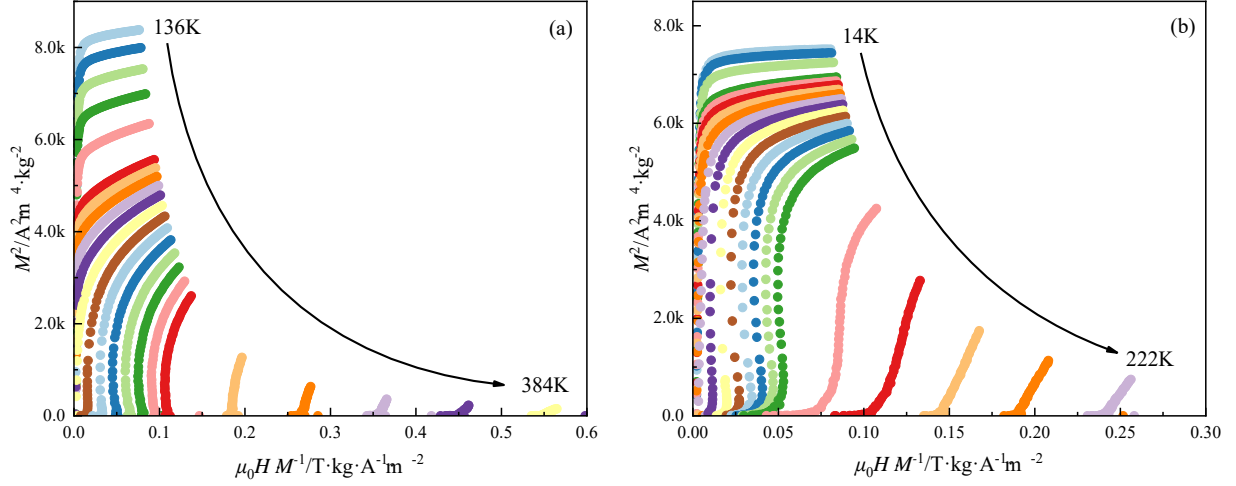 (a)
136K
384K
8.0k
6.0k
4.0k
2.0k
0.0
M²/A²m ⁴·kg⁻²
0.0 0.1 0.2 0.3 0.4 0.5 0.6
μ₀H M⁻¹/T·kg·A⁻¹m ⁻²
(b)
14K
222K
8.0k
6.0k
4.0k
2.0k
0.0
M²/A²m ⁴·kg⁻²
0.00 0.05 0.10 0.15 0.20 0.25 0.30
μ₀H M⁻¹/T·kg·A⁻¹m ⁻²